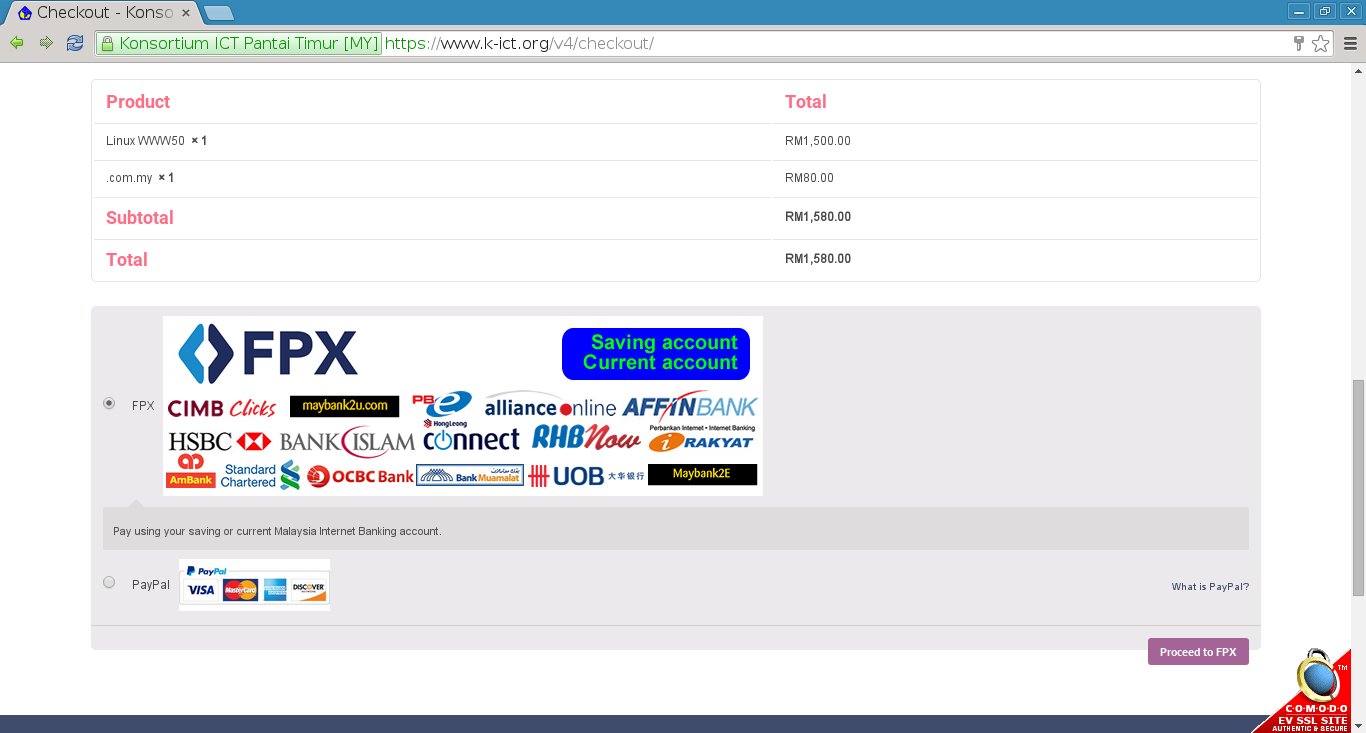 Checkout - Konso
Konsortium ICT Pantai Timur [MY] https://www.k-ict.org/v4/checkout/
Product Total
Linux WWW50 × 1 RM1,500.00
.com.my × 1 RM80.00
Subtotal RM1,580.00
Total RM1,580.00
FPX
FPX
Saving account
Current account
CIMB Clicks maybank2u.com PBe alliance online AFFINBANK
HSBC BANK ISLAM HongLeong connect RHBNow Perbankan Internet • Internet Banking iRAKYAT
AmBank Standard Chartered OCBC Bank Bank Muamalat UOB 大华银行 Maybank2E
Pay using your saving or current Malaysia Internet Banking account.
PayPal
PayPal
VISA MasterCard DISCOVER
What is PayPal?
Proceed to FPX
TM
C·O·M·O·D·O
EV SSL SITE
AUTHENTIC & SECURE